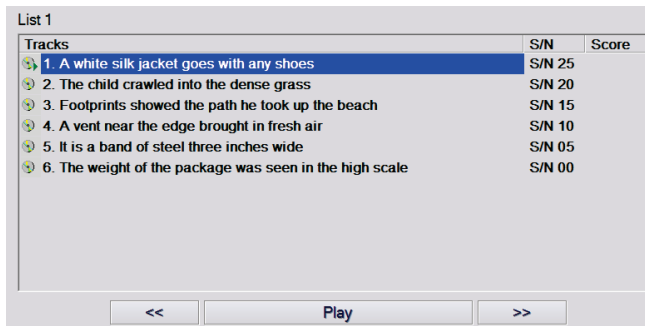 List 1
Tracks S/N Score
1. A white silk jacket goes with any shoes S/N 25
2. The child crawled into the dense grass S/N 20
3. Footprints showed the path he took up the beach S/N 15
4. A vent near the edge brought in fresh air S/N 10
5. It is a band of steel three inches wide S/N 05
6. The weight of the package was seen in the high scale S/N 00
<< Play >>